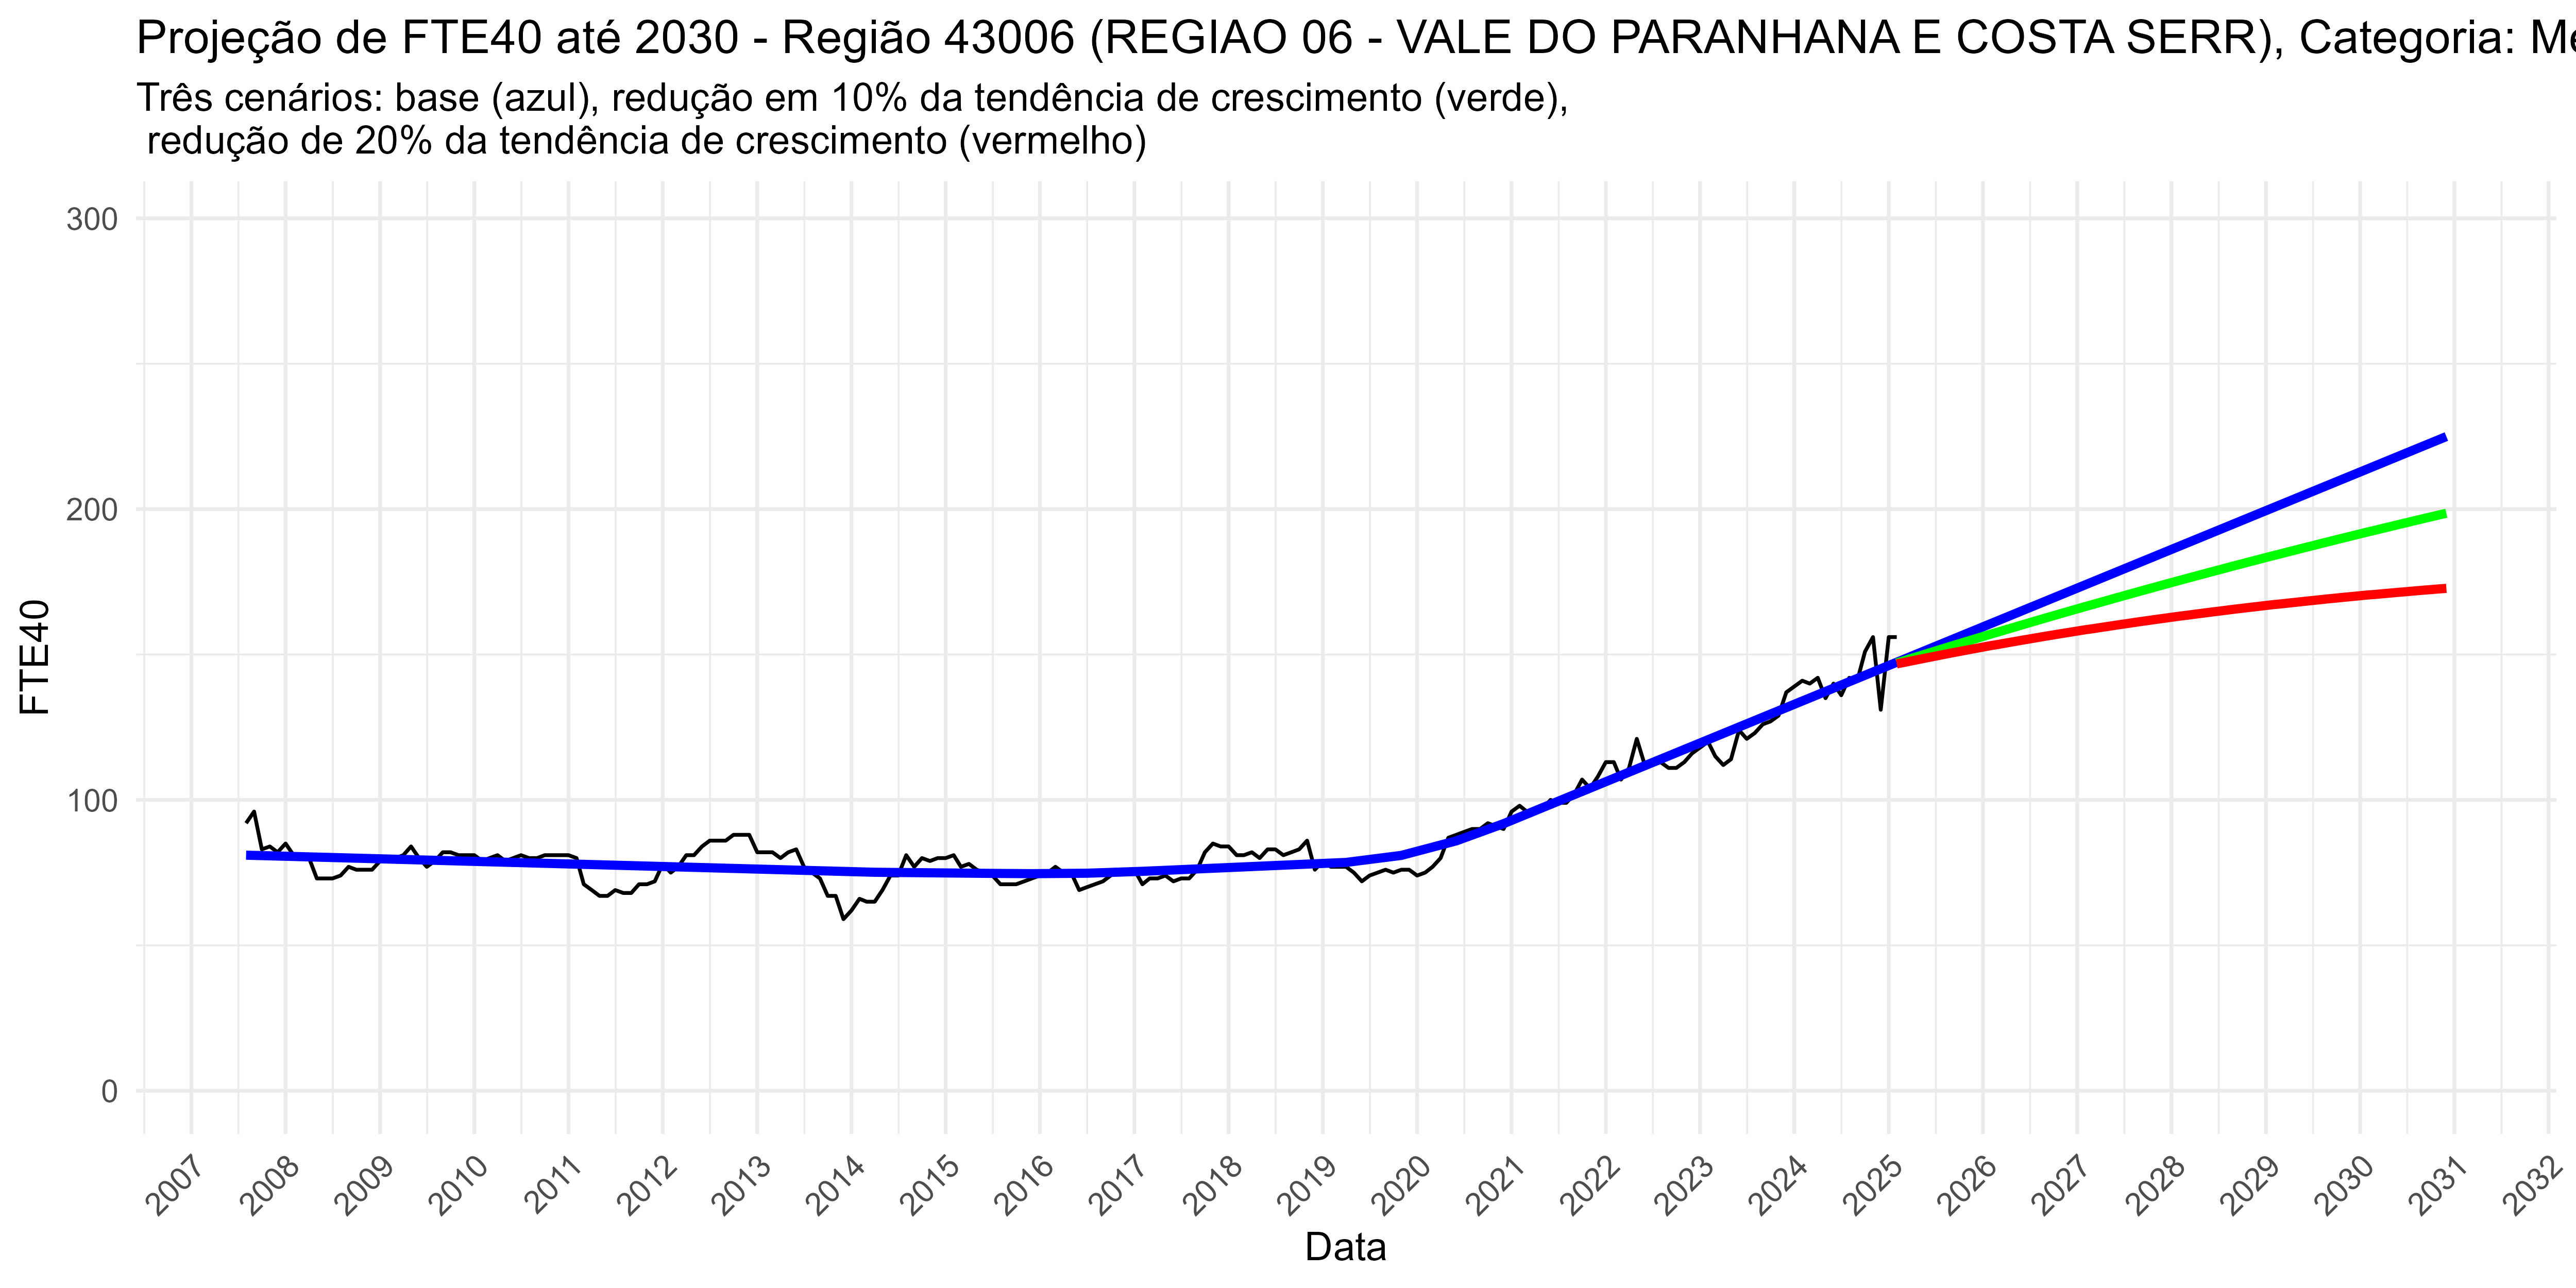 Projeção de FTE40 até 2030 - Região 43006 (REGIAO 06 - VALE DO PARANHANA E COSTA SERR), Categoria:
Três cenários: base (azul), redução em 10% da tendência de crescimento (verde),
redução de 20% da tendência de crescimento (vermelho)
FTE40
300
200
100
0
2007 2008 2009 2010 2011 2012 2013 2014 2015 2016 2017 2018 2019 2020 2021 2022 2023 2024 2025 2026 2027 2028 2029 2030 2031 2032
Data